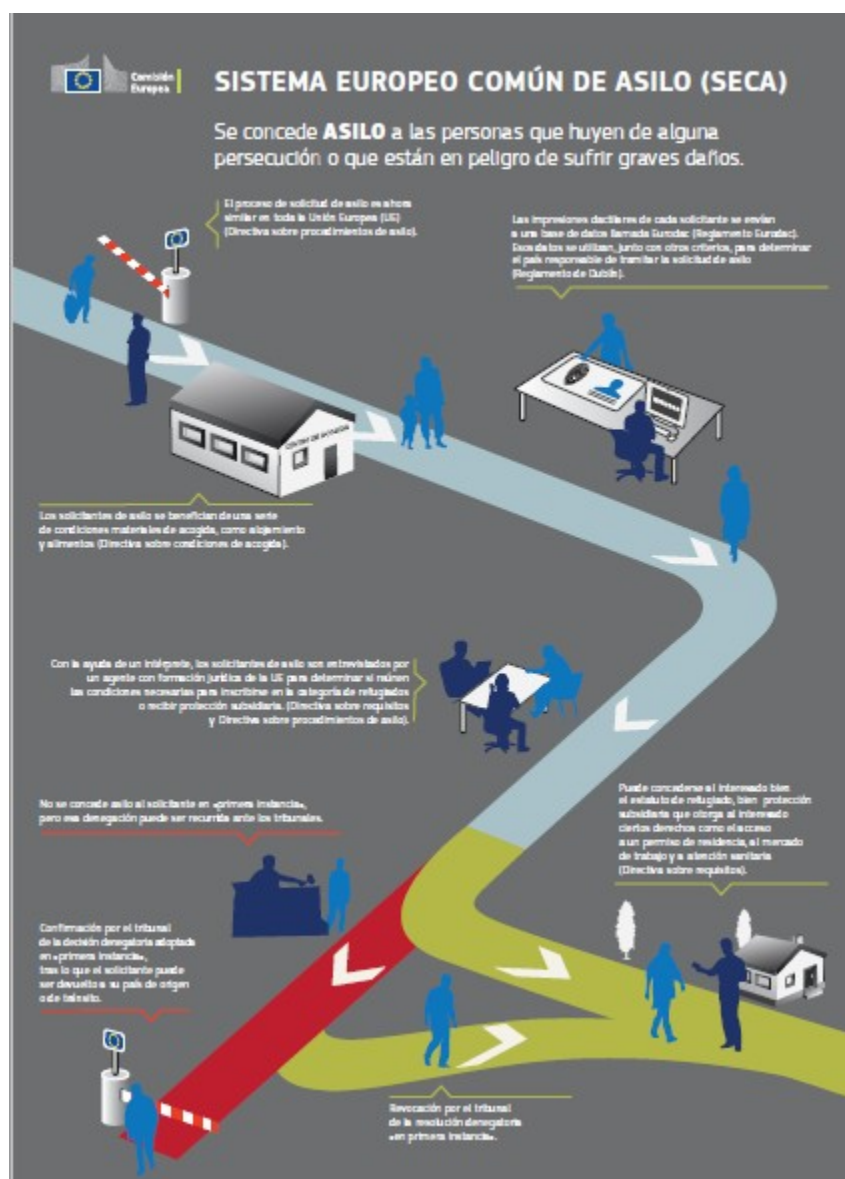 Comisión
Europea
SISTEMA EUROPEO COMÚN DE ASILO (SECA)
Se concede ASILO a las personas que huyen de alguna
persecución o que están en peligro de sufrir graves daños.
El proceso de solicitud de asilo es ahora
similar en toda la Unión Europea (UE)
(Directiva sobre procedimientos de asilo).
Las impresiones dactilares de cada solicitante se envían
a una base de datos llamada Eurodac (Reglamento Eurodac).
Esos datos se utilizan, junto con otros criterios, para determinar
el país responsable de tramitar la solicitud de asilo
(Reglamento de Dublín).
CENTRO DE ACOGIDA
Los solicitantes de asilo se benefician de una serie
de condiciones materiales de acogida, como alojamiento
y alimentos (Directiva sobre condiciones de acogida).
Con la ayuda de un intérprete, los solicitantes de asilo son entrevistados por
un agente con formación jurídica de la UE para determinar si reúnen
las condiciones necesarias para inscribirse en la categoría de refugiados
o recibir protección subsidiaria. (Directiva sobre requisitos
y Directiva sobre procedimientos de asilo).
No se concede asilo al solicitante en «primera instancia»,
pero esa denegación puede ser recurrida ante los tribunales.
Puede concederse al interesado bien
el estatuto de refugiado, bien protección
subsidiaria que otorga al interesado
ciertos derechos como el acceso
a un permiso de residencia, al mercado
de trabajo y a atención sanitaria
(Directiva sobre requisitos).
Confirmación por el tribunal
de la decisión denegatoria adoptada
en «primera instancia»,
tras lo que el solicitante puede
ser devuelto a su país de origen
o de tránsito.
Revocación por el tribunal
de la resolución denegatoria
«en primera instancia».